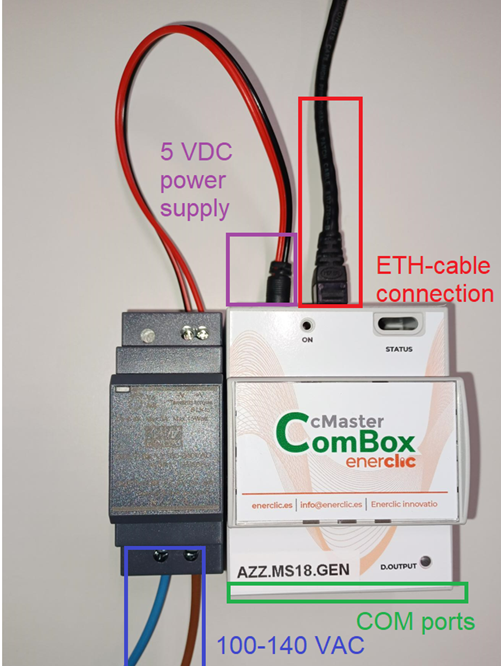 5 VDC
power
supply
ETH-cable
connection
ON
STATUS
cMaster
ComBox
enerclic
enerclic.es | info@enerclic.es | Enerclic innovatio
AZZ.MS18.GEN
D.OUTPUT
COM ports
100-140 VAC